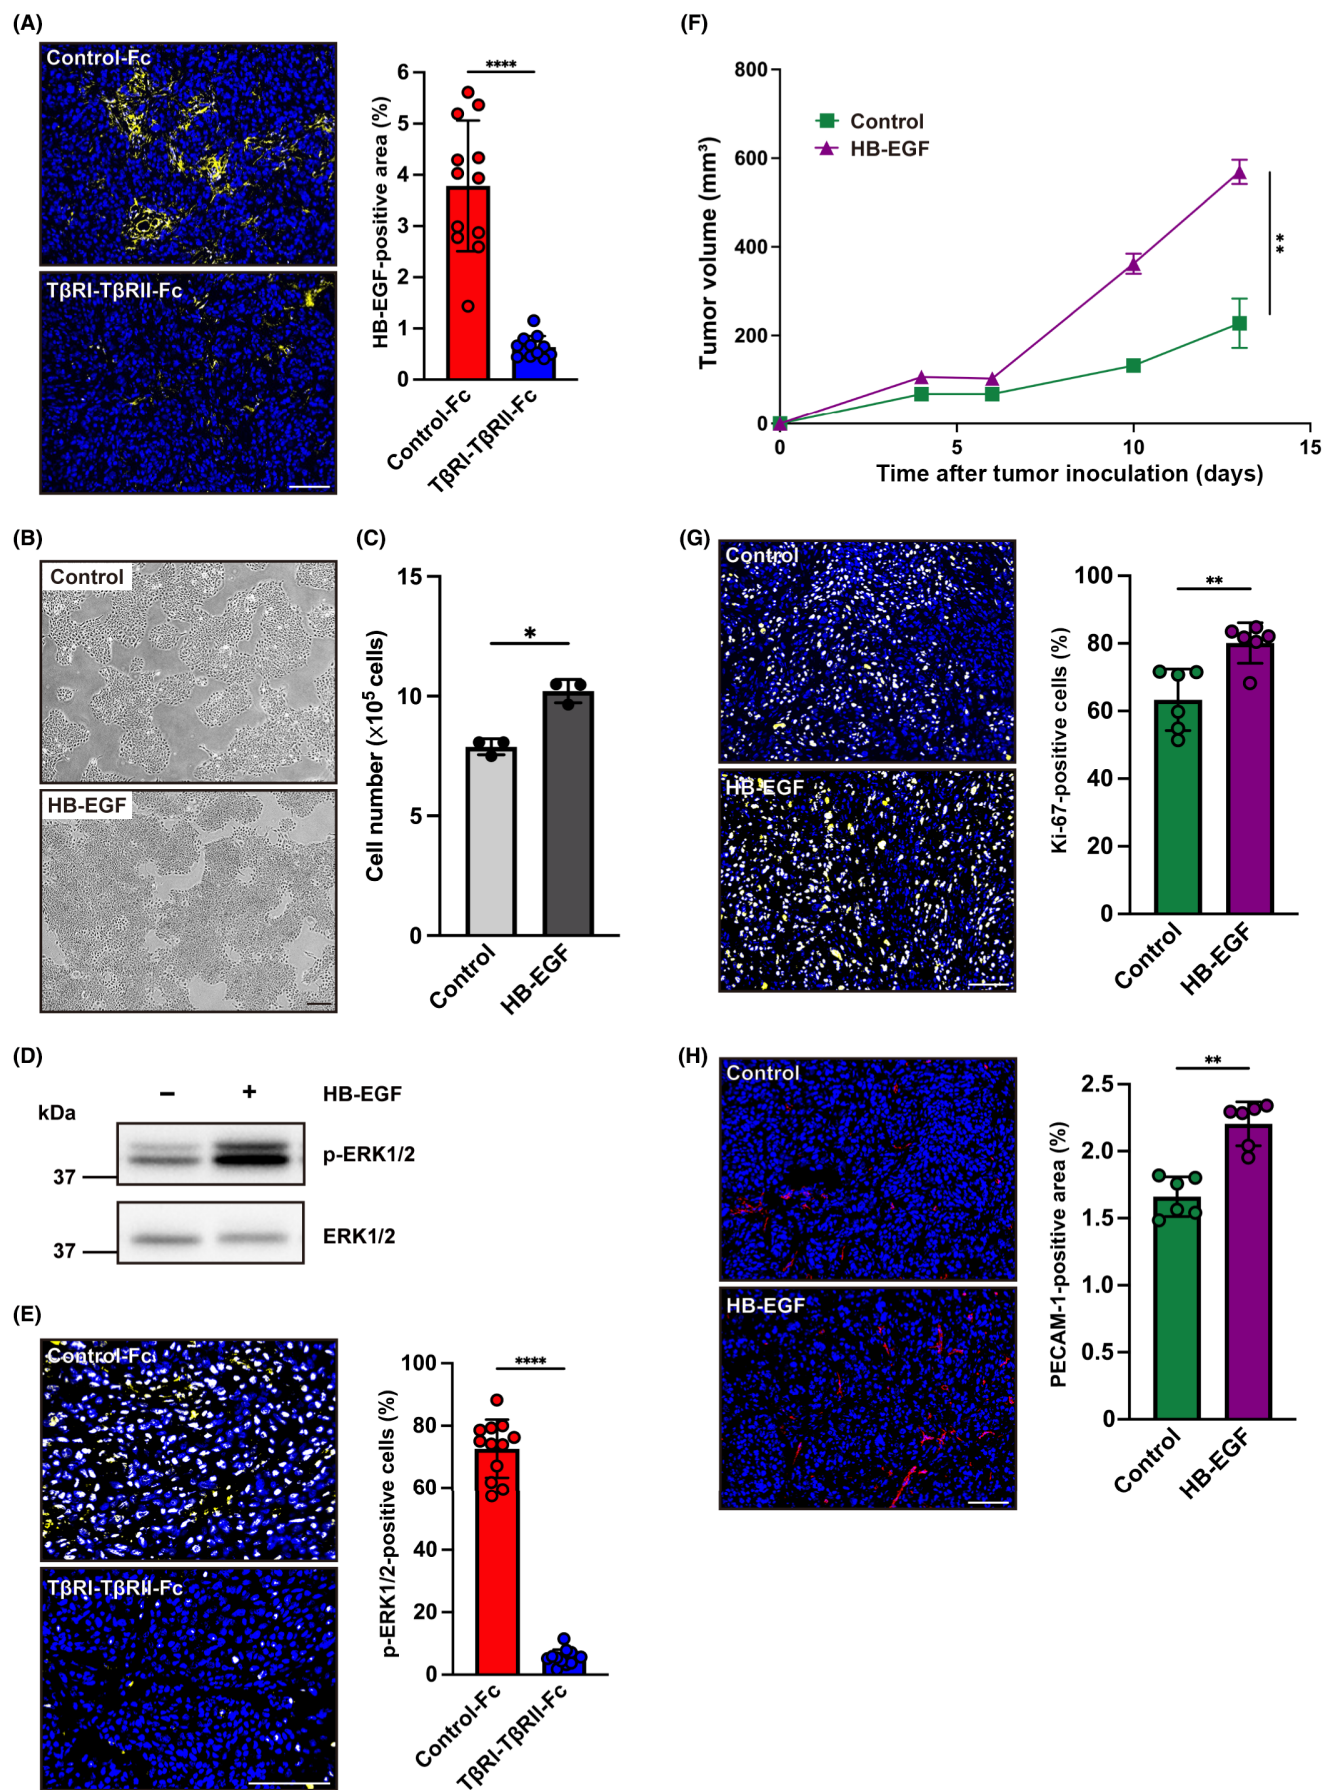 (A)
Control-Fc
TβRI-TβRII-Fc
HB-EGF-positive area (%)
6
5
4
3
2
1
0
****
Control-Fc
TβRI-TβRII-Fc
(B)
Control
HB-EGF
(C)
Cell number (×10⁵ cells)
15
10
5
0
*
Control
HB-EGF
(D)
kDa
− + HB-EGF
37
p-ERK1/2
37
ERK1/2
(E)
Control-Fc
TβRI-TβRII-Fc
p-ERK1/2-positive cells (%)
100
80
60
40
20
0
****
Control-Fc
TβRI-TβRII-Fc
(F)
Tumor volume (mm³)
800
600
400
200
0
Control
HB-EGF
**
0 5 10 15
Time after tumor inoculation (days)
(G)
Control
HB-EGF
Ki-67-positive cells (%)
100
80
60
40
20
0
**
Control
HB-EGF
(H)
Control
HB-EGF
PECAM-1-positive area (%)
2.5
2.0
1.5
1.0
0.5
0
**
Control
HB-EGF